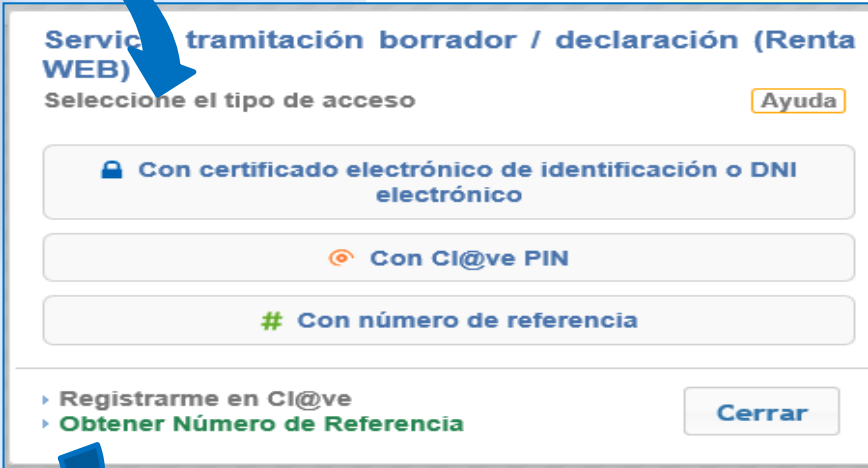 Servicio tramitación borrador / declaración (Renta
WEB)
Seleccione el tipo de acceso
Ayuda
Con certificado electrónico de identificación o DNI
electrónico
Con Cl@ve PIN
# Con número de referencia
Registrarme en Cl@ve
Obtener Número de Referencia
Cerrar